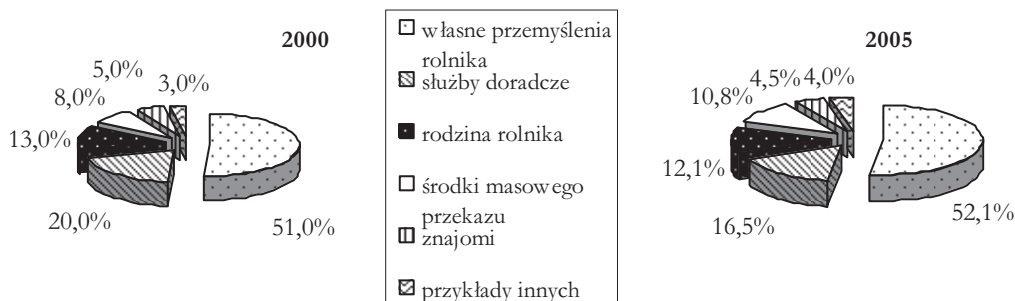 2000
5,0%
3,0%
8,0%
13,0%
20,0%
51,0%
własne przemyślenia
rolnika
służby doradcze
rodzina rolnika
środki masowego
przekazu
znajomi
przykłady innych
2005
4,5%
4,0%
10,8%
12,1%
16,5%
52,1%